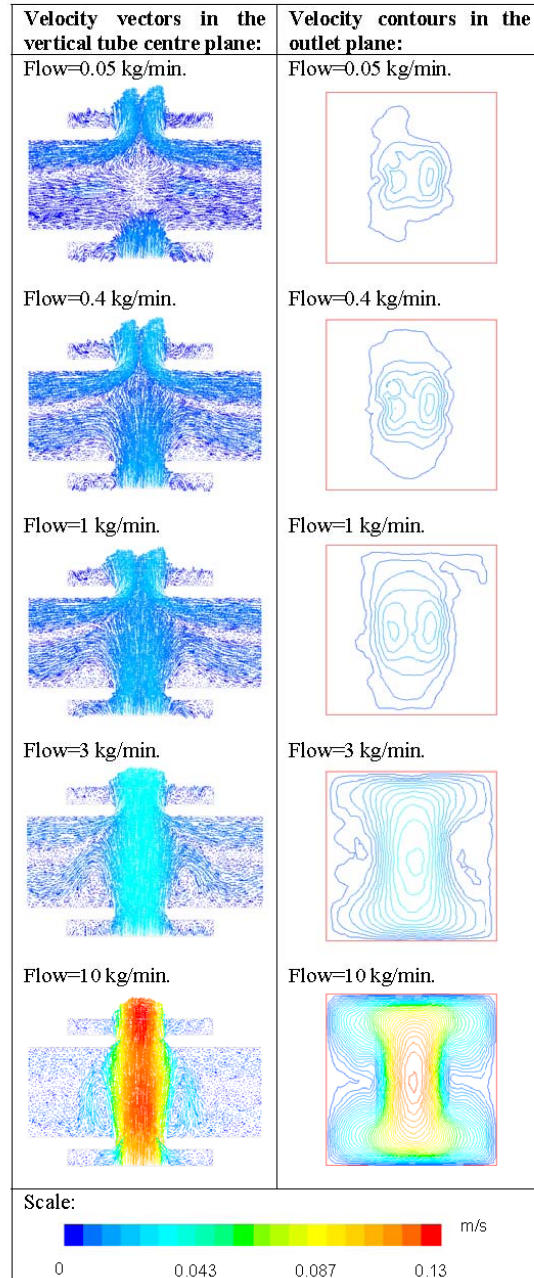 Velocity vectors in the
vertical tube centre plane:
Velocity contours in the
outlet plane:
Flow=0.05 kg/min.
Flow=0.05 kg/min.
Flow=0.4 kg/min.
Flow=0.4 kg/min.
Flow=1 kg/min.
Flow=1 kg/min.
Flow=3 kg/min.
Flow=3 kg/min.
Flow=10 kg/min.
Flow=10 kg/min.
Scale:
m/s
0 0.043 0.087 0.13